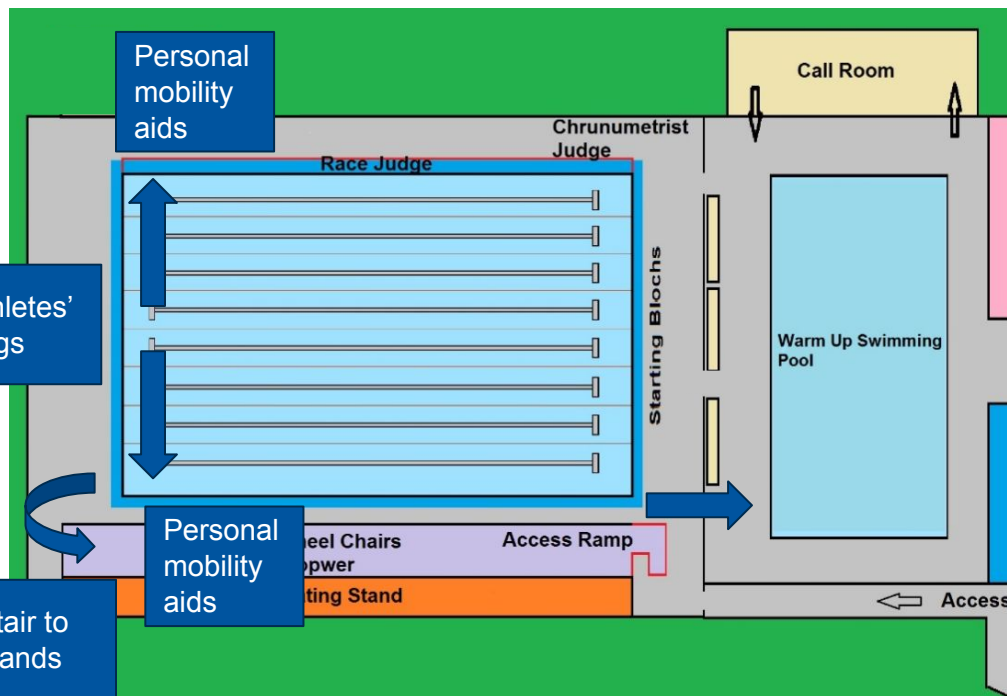 Personal
mobility
aids
Call Room
Chrunumetrist
Judge
Race Judge
hletes'
gs
Starting Blochs
Warm Up Swimming
Pool
Personal
mobility
aids
heel Chairs
opwer
Access Ramp
ting Stand
tair to
ands
Access